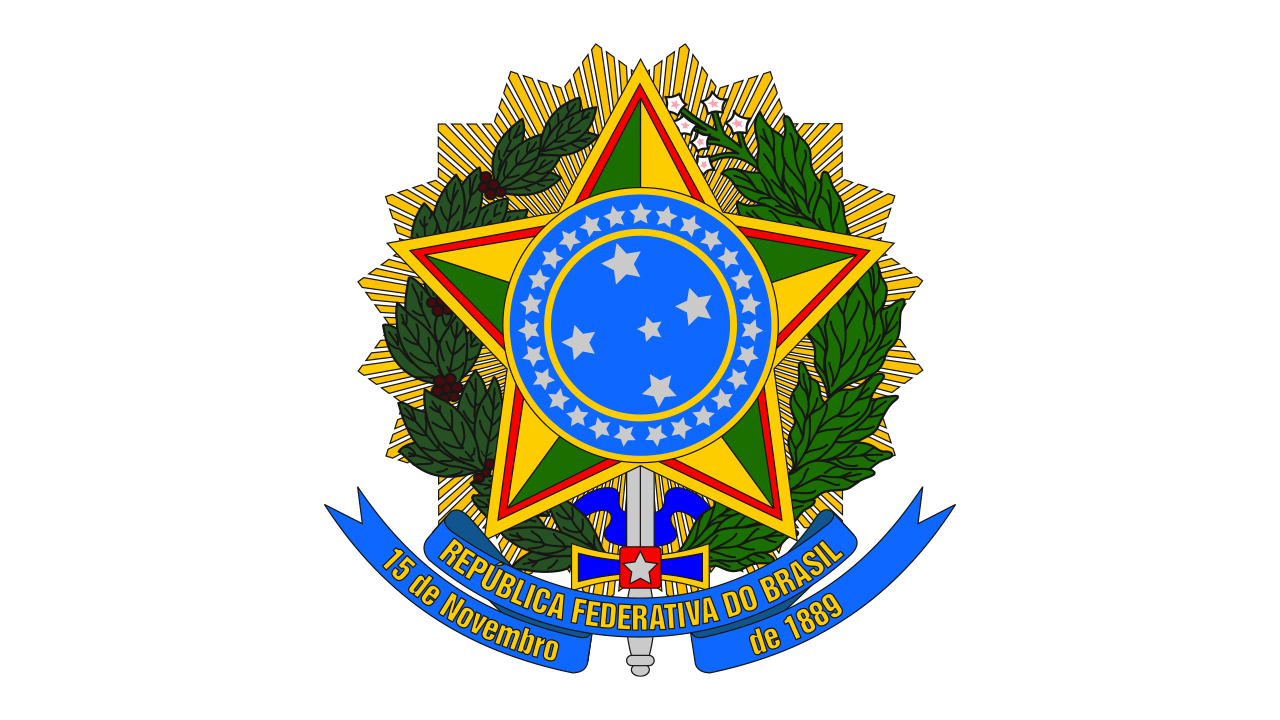 REPÚBLICA FEDERATIVA DO BRASIL
15 de Novembro
de 1889